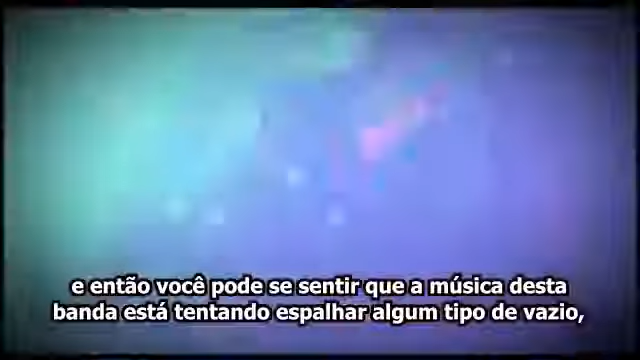 e então você pode se sentir que a música desta
banda está tentando espalhar algum tipo de vazio,